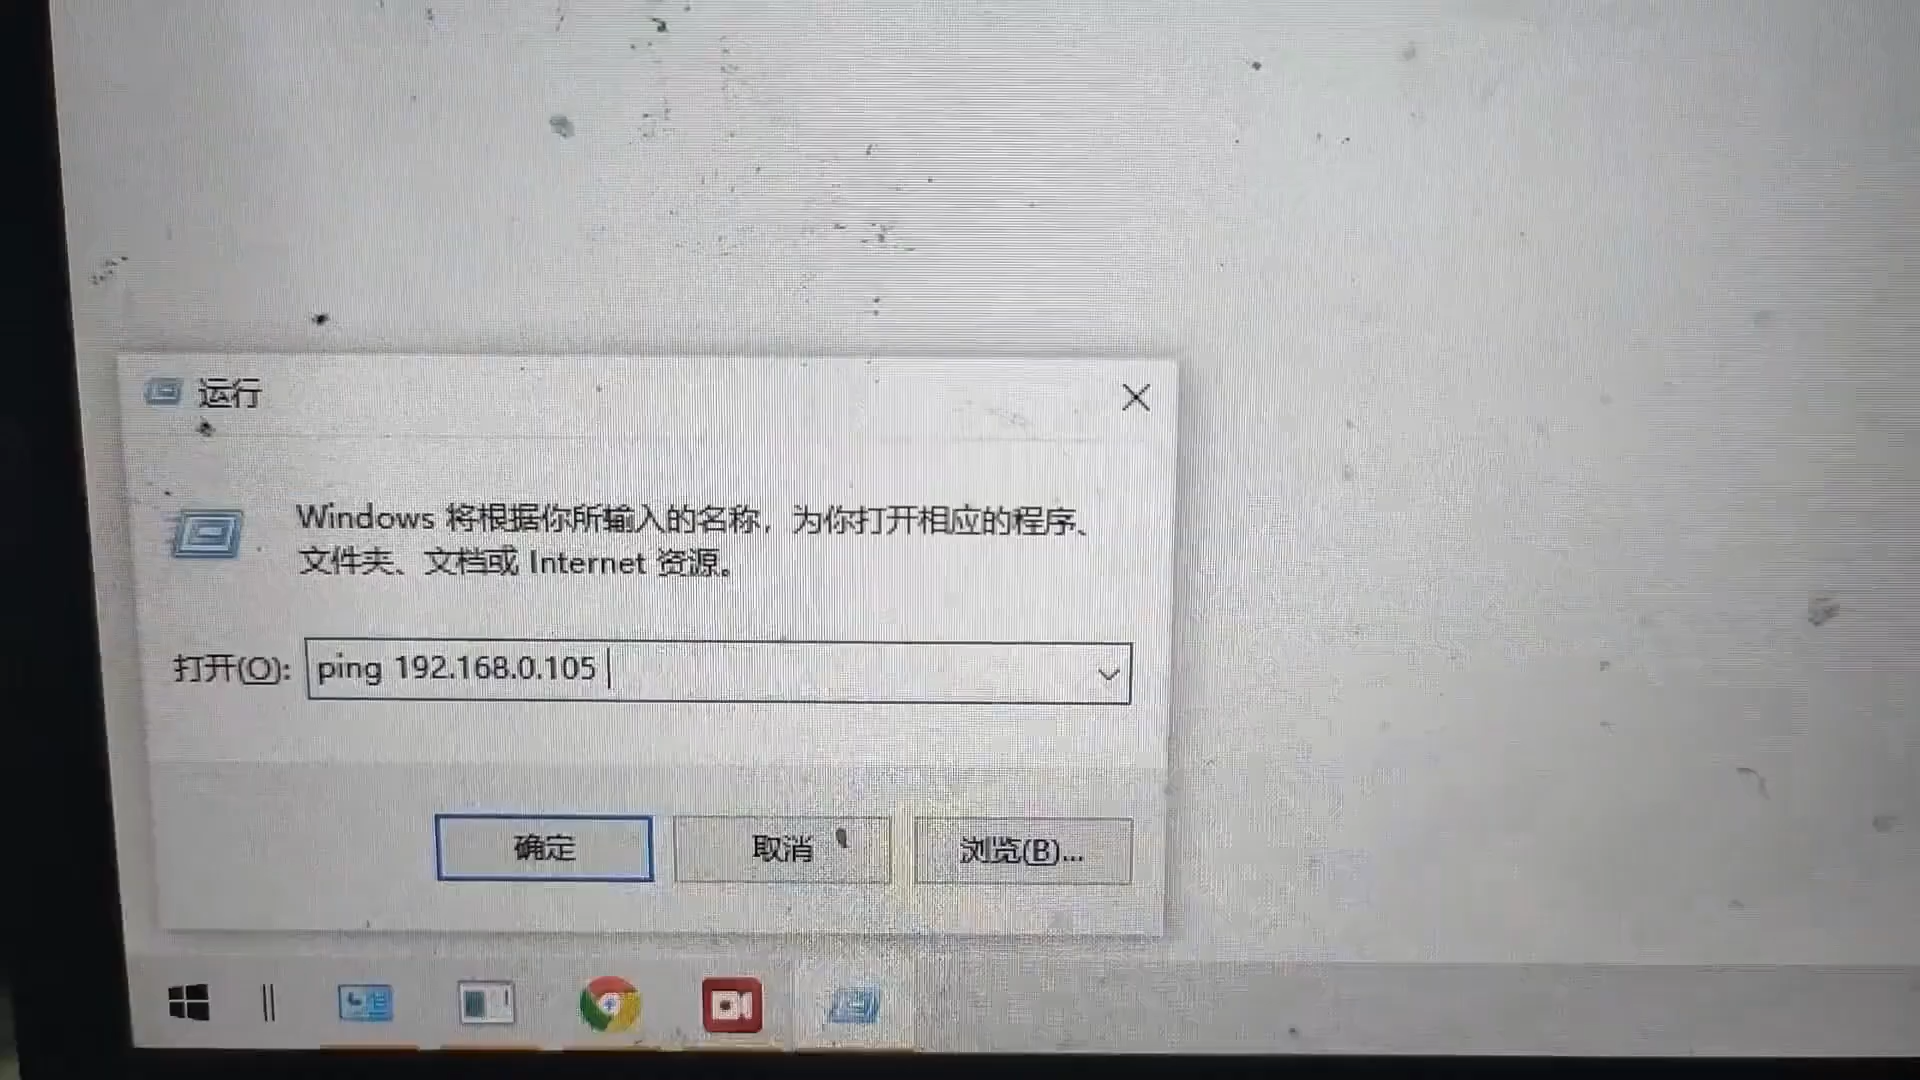 运行
Windows 将根据你所输入的名称，为你打开相应的程序、
文件夹、文档或 Internet 资源。
打开(O): ping 192.168.0.105
确定 取消 浏览(B)...